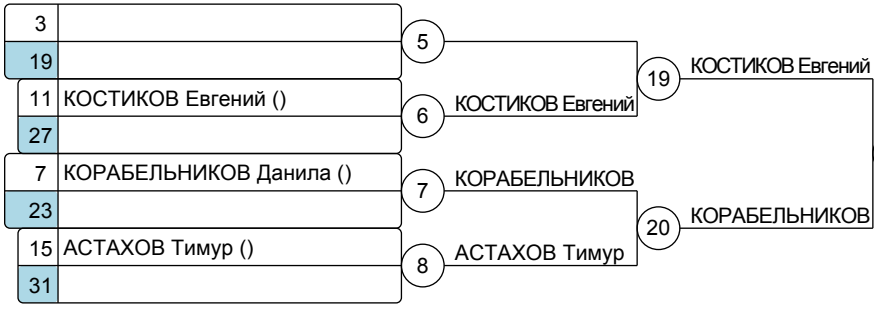 3
5
19
19 КОСТИКОВ Евгений
11 КОСТИКОВ Евгений ()
6 КОСТИКОВ Евгений
27
7 КОРАБЕЛЬНИКОВ Данила ()
7 КОРАБЕЛЬНИКОВ
23
20 КОРАБЕЛЬНИКОВ
15 АСТАХОВ Тимур ()
8 АСТАХОВ Тимур
31